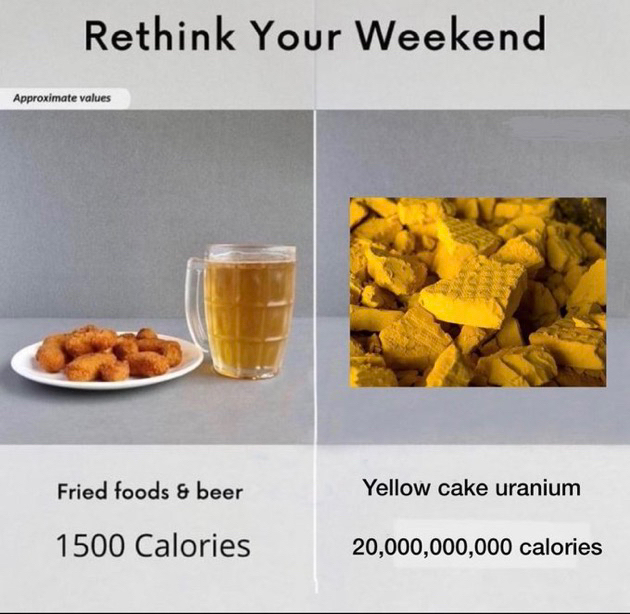 Rethink Your Weekend
Approximate values
Fried foods & beer
1500 Calories
Yellow cake uranium
20,000,000,000 calories